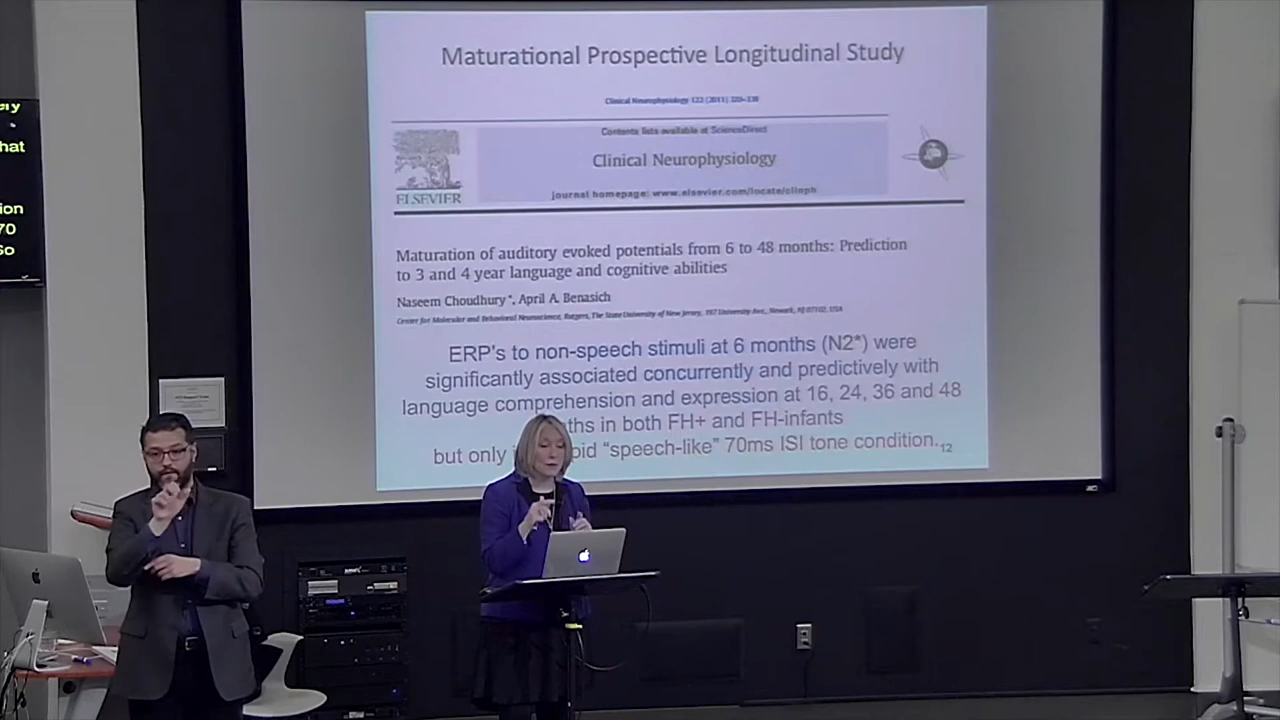 Maturational Prospective Longitudinal Study
Clinical Neurophysiology 122 (2011) 320–338
Contents lists available at ScienceDirect
Clinical Neurophysiology
journal homepage: www.elsevier.com/locate/clinph
ELSEVIER
Maturation of auditory evoked potentials from 6 to 48 months: Prediction
to 3 and 4 year language and cognitive abilities
Naseem Choudhury *, April A. Benasich
Center for Molecular and Behavioral Neuroscience, Rutgers, The State University of New Jersey, 197 University Ave., Newark, NJ 07102, USA
ERP's to non-speech stimuli at 6 months (N2*) were
significantly associated concurrently and predictively with
language comprehension and expression at 16, 24, 36 and 48
ths in both FH+ and FH-infants
but only "speech-like" 70ms ISI tone condition.
12
hat
ion
70
So